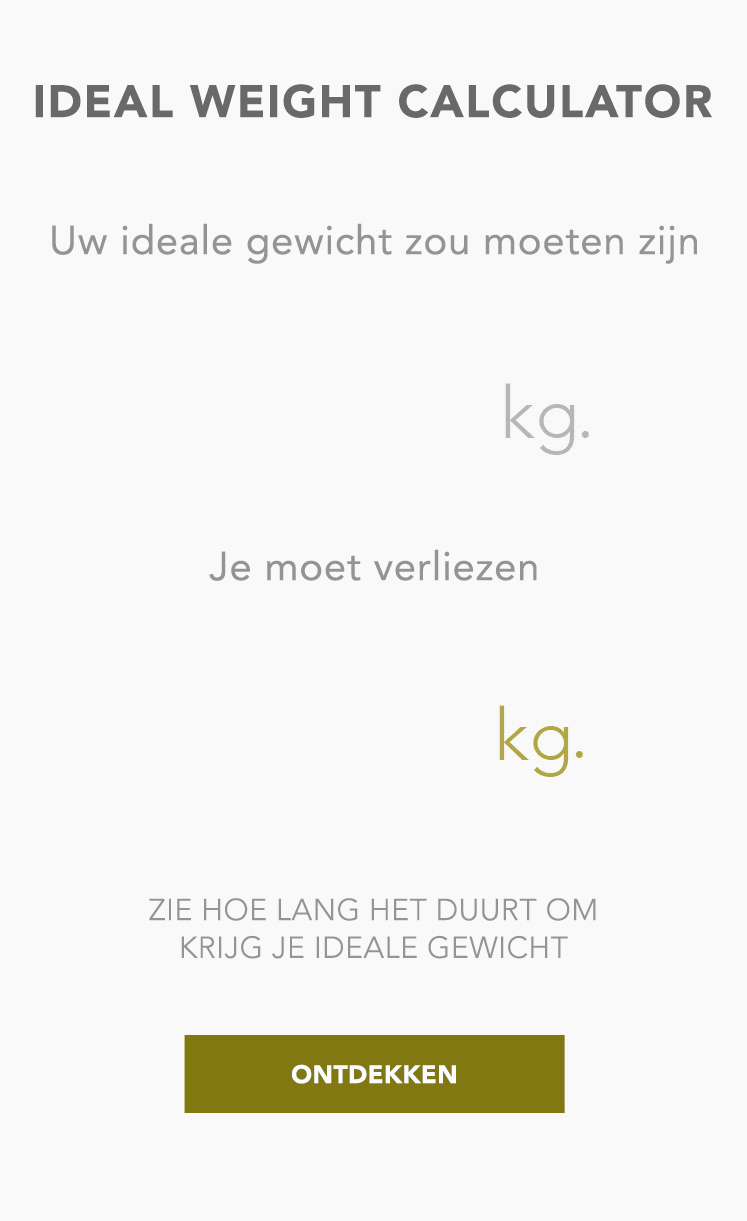 IDEAL WEIGHT CALCULATOR
Uw ideale gewicht zou moeten zijn
kg.
Je moet verliezen
kg.
ZIE HOE LANG HET DUURT OM
KRIJG JE IDEALE GEWICHT
ONTDEKKEN